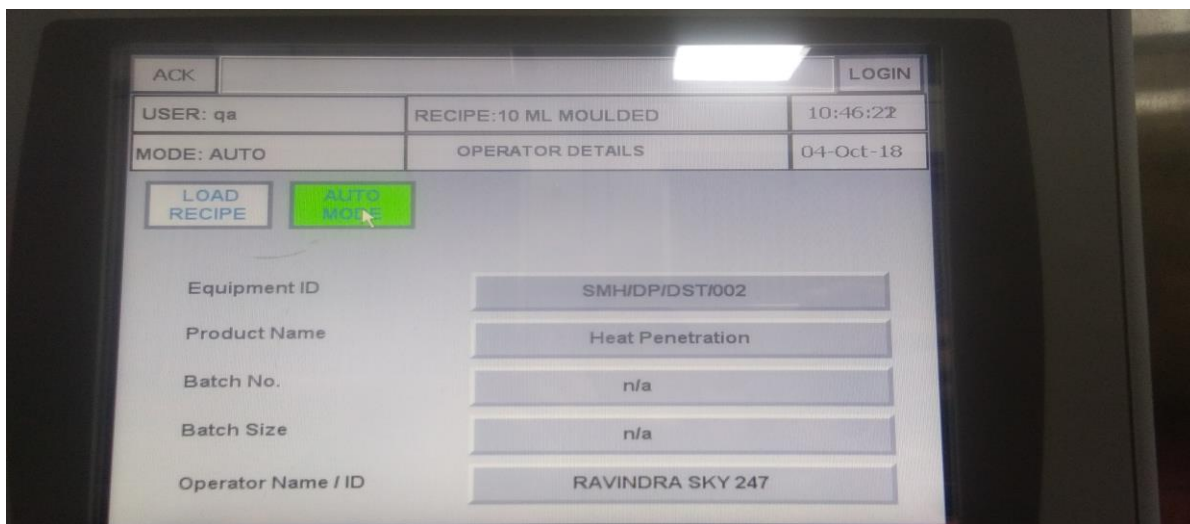 ACK LOGIN
USER: qa RECIPE:10 ML MOULDED 10:46:22
MODE: AUTO OPERATOR DETAILS 04-Oct-18
LOAD RECIPE AUTO MODE
Equipment ID SMH/DP/DST/002
Product Name Heat Penetration
Batch No. n/a
Batch Size n/a
Operator Name / ID RAVINDRA SKY 247